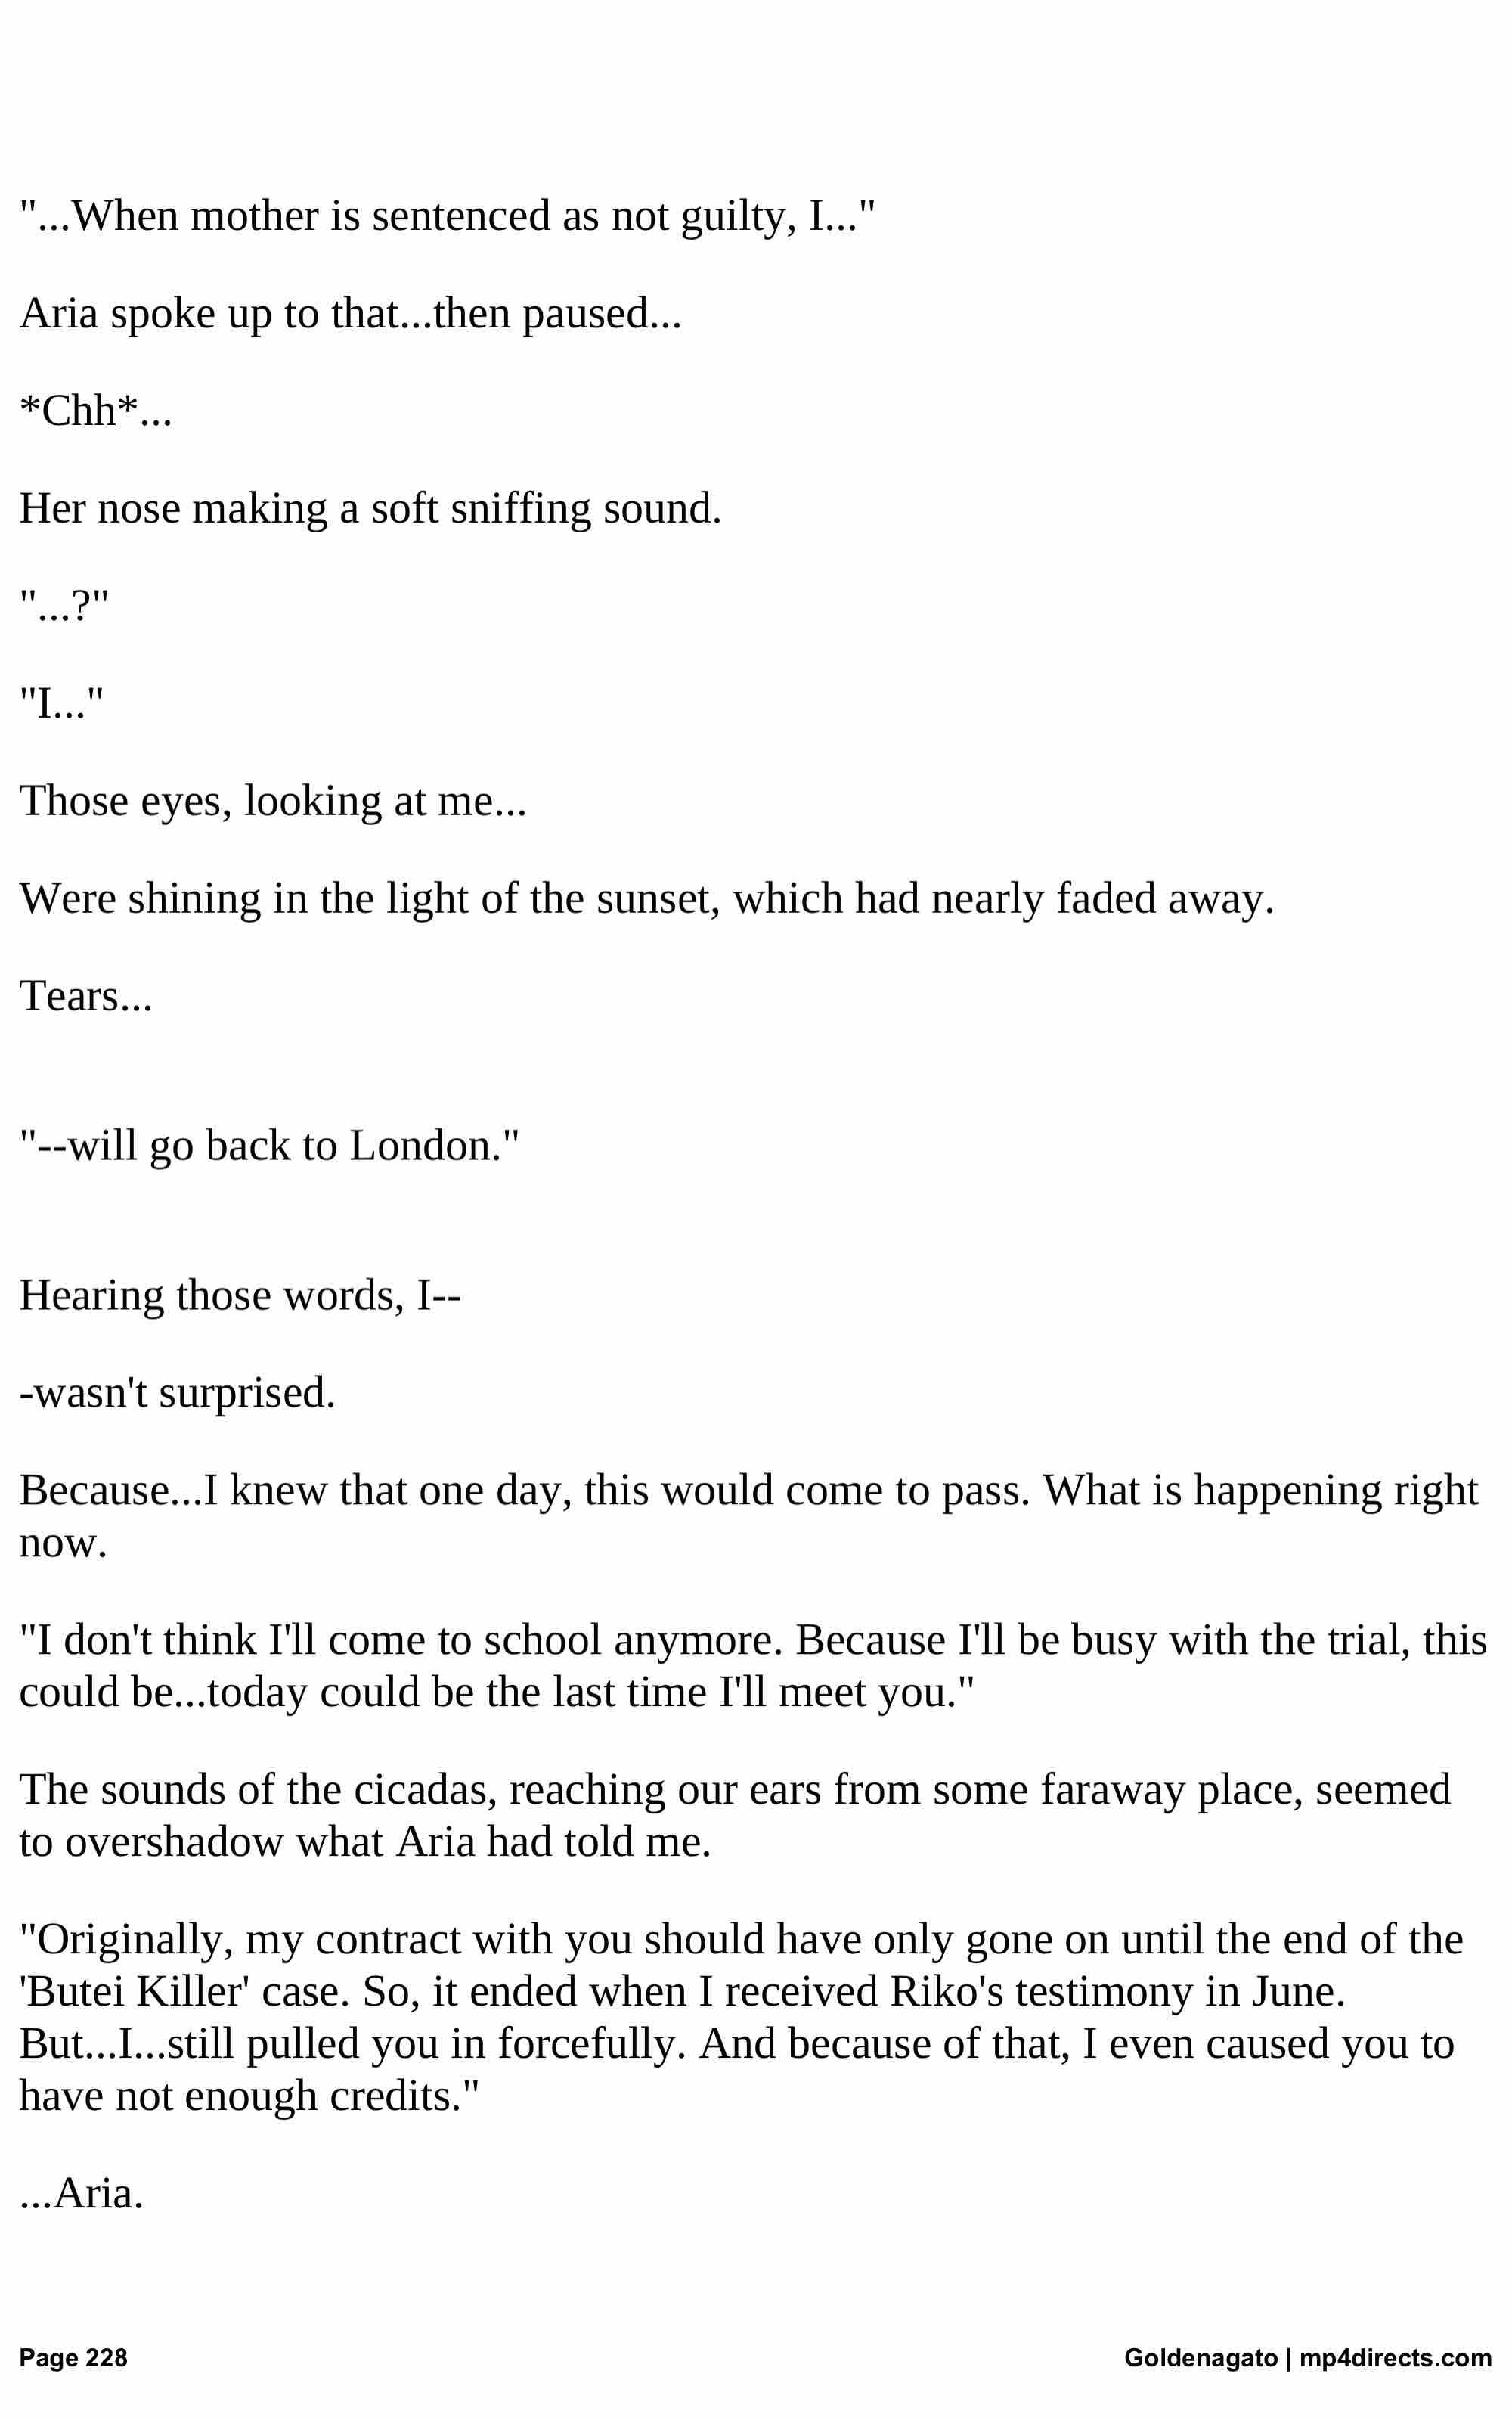 "...When mother is sentenced as not guilty, I..."
Aria spoke up to that...then paused...
*Chh*...
Her nose making a soft sniffing sound.
"...?"
"I..."
Those eyes, looking at me...
Were shining in the light of the sunset, which had nearly faded away.
Tears...
"--will go back to London."
Hearing those words, I--
-wasn't surprised.
Because...I knew that one day, this would come to pass. What is happening right
now.
"I don't think I'll come to school anymore. Because I'll be busy with the trial, this
could be...today could be the last time I'll meet you."
The sounds of the cicadas, reaching our ears from some faraway place, seemed
to overshadow what Aria had told me.
"Originally, my contract with you should have only gone on until the end of the
'Butei Killer' case. So, it ended when I received Riko's testimony in June.
But...I...still pulled you in forcefully. And because of that, I even caused you to
have not enough credits."
...Aria.
Page 228
Goldenagato | mp4directs.com